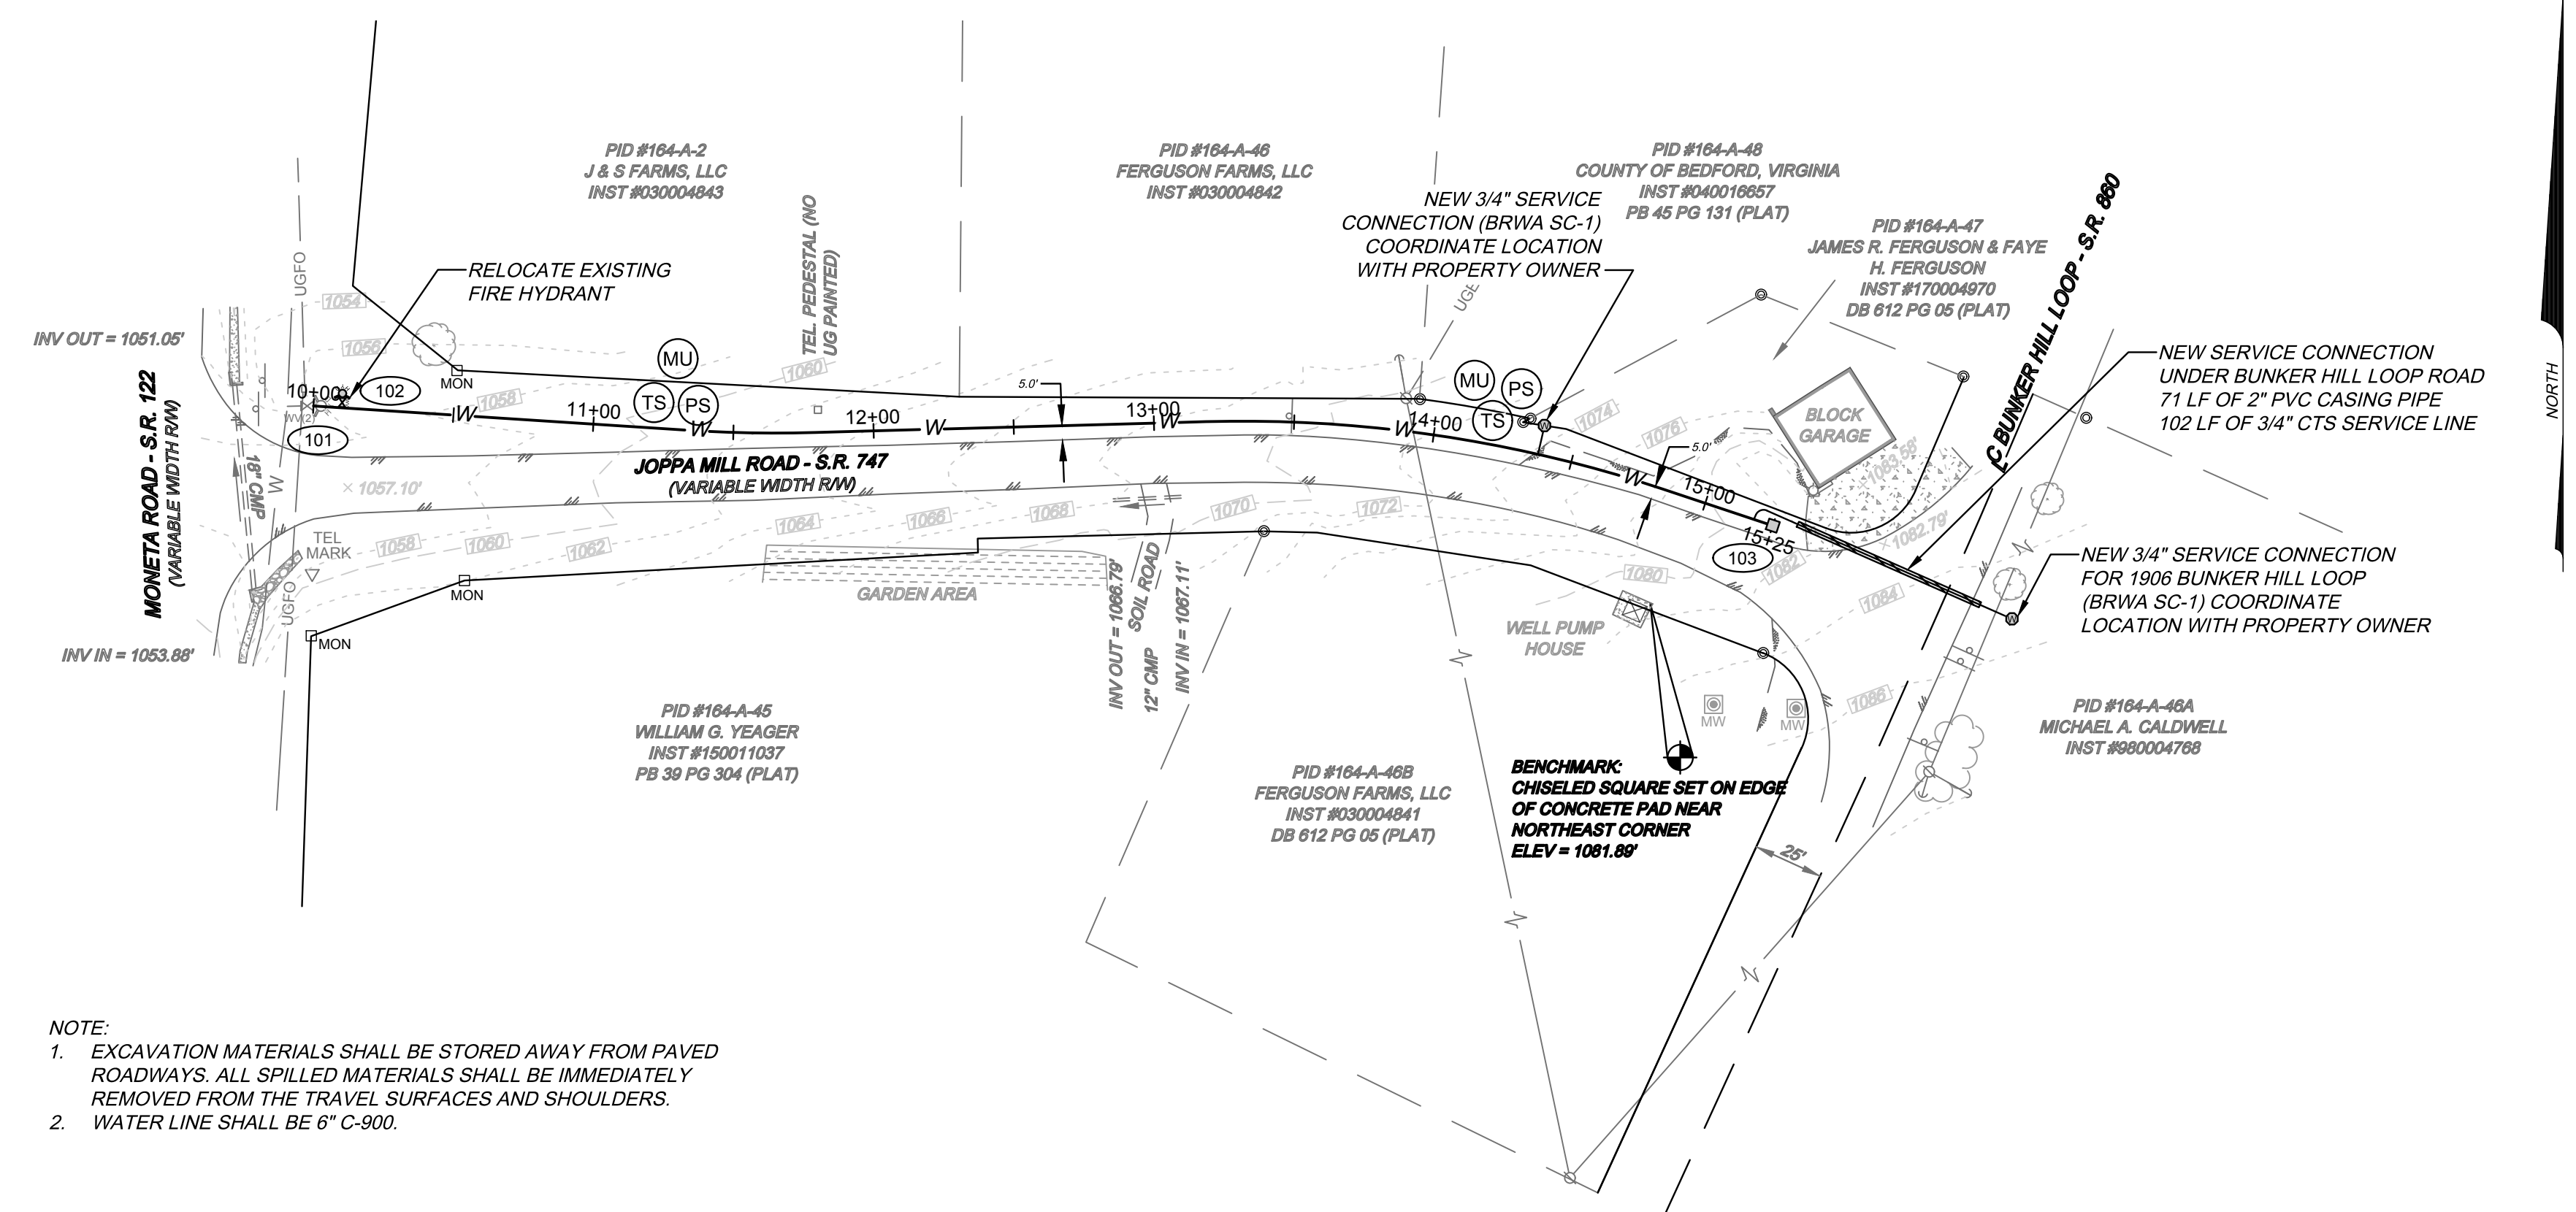 PID #164-A-2
J & S FARMS, LLC
INST #030004843
PID #164-A-46
FERGUSON FARMS, LLC
INST #030004842
PID #164-A-48
COUNTY OF BEDFORD, VIRGINIA
INST #040016657
PB 45 PG 131 (PLAT)
NEW 3/4" SERVICE
CONNECTION (BRWA SC-1)
COORDINATE LOCATION
WITH PROPERTY OWNER
PID #164-A-47
JAMES R. FERGUSON & FAYE
H. FERGUSON
INST #170004970
DB 612 PG 05 (PLAT)
C BUNKER HILL LOOP - S.R. 860
NORTH
RELOCATE EXISTING
FIRE HYDRANT
TEL. PEDESTAL (NO
UG PAINTED)
UGFO
UGE
INV OUT = 1051.05'
1054
1056
1058
1060
MON
10+00
102
101
WV(2)
MU
TS
PS
11+00
12+00
13+00
14+00
15+00
15+25
103
5.0'
5.0'
W
W
W
W
W
W
W
MU
PS
TS
W
1074
1076
BLOCK
GARAGE
1083.58'
1082.79'
NEW SERVICE CONNECTION
UNDER BUNKER HILL LOOP ROAD
71 LF OF 2" PVC CASING PIPE
102 LF OF 3/4" CTS SERVICE LINE
NEW 3/4" SERVICE CONNECTION
FOR 1906 BUNKER HILL LOOP
(BRWA SC-1) COORDINATE
LOCATION WITH PROPERTY OWNER
W
MONETA ROAD - S.R. 122
(VARIABLE WIDTH R/W)
18" CMP
1057.10'
JOPPA MILL ROAD - S.R. 747
(VARIABLE WIDTH R/W)
TEL
MARK
UGFO
1058
1060
1062
1064
1066
1068
1070
1072
1080
1082
1084
1086
MON
MON
INV IN = 1053.88'
GARDEN AREA
INV OUT = 1066.79'
12" CMP
SOIL ROAD
INV IN = 1067.11'
WELL PUMP
HOUSE
MW
MW
PID #164-A-45
WILLIAM G. YEAGER
INST #150011037
PB 39 PG 304 (PLAT)
PID #164-A-46B
FERGUSON FARMS, LLC
INST #030004841
DB 612 PG 05 (PLAT)
BENCHMARK:
CHISELED SQUARE SET ON EDGE
OF CONCRETE PAD NEAR
NORTHEAST CORNER
ELEV = 1081.89'
25'
PID #164-A-46A
MICHAEL A. CALDWELL
INST #980004768
NOTE:
1. EXCAVATION MATERIALS SHALL BE STORED AWAY FROM PAVED
ROADWAYS. ALL SPILLED MATERIALS SHALL BE IMMEDIATELY
REMOVED FROM THE TRAVEL SURFACES AND SHOULDERS.
2. WATER LINE SHALL BE 6" C-900.